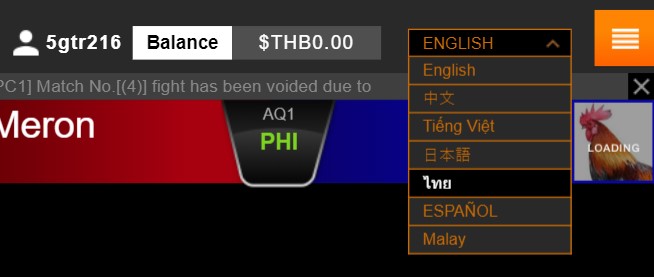 5gtr216 Balance $THB0.00 ENGLISH
English
PC1] Match No.[(4)] fight has been voided due to
中文
Meron
AQ1
PHI
Tiếng Việt
日本語
LOADING
ไทย
ESPAÑOL
Malay